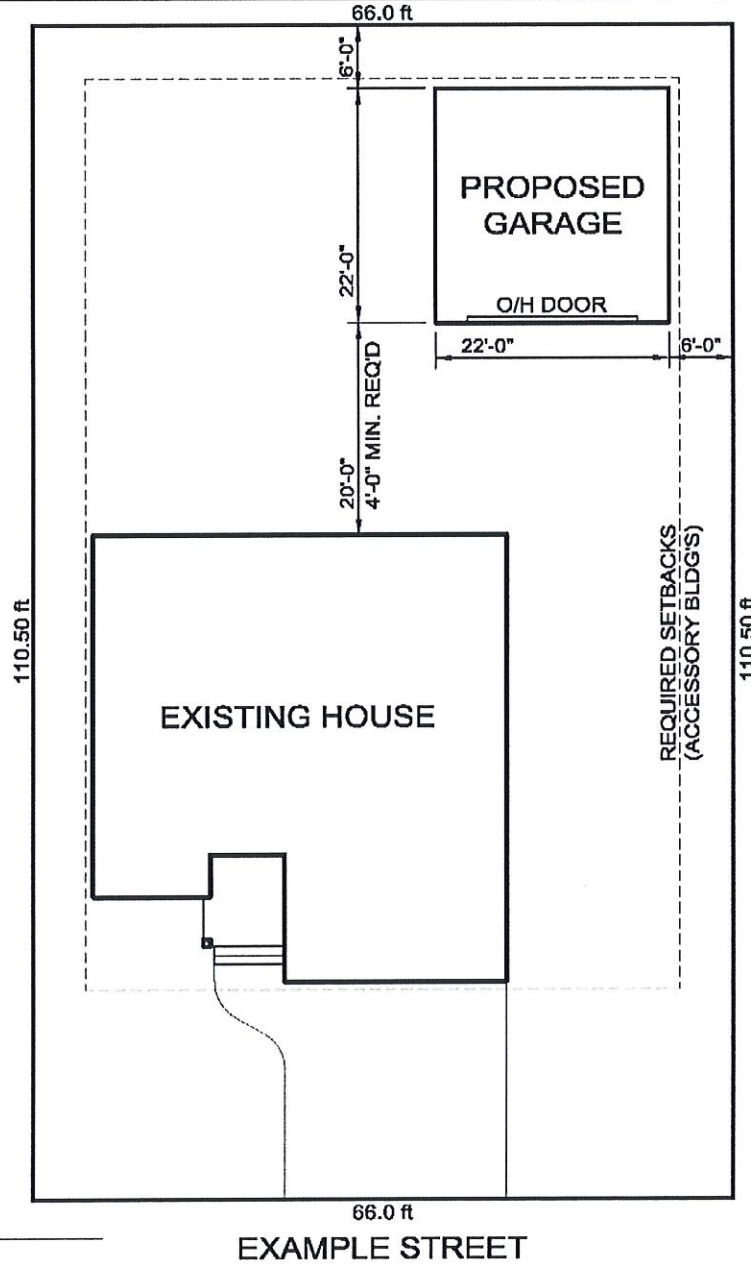 66.0 ft
6'-0"
PROPOSED
GARAGE
22'-0"
O/H DOOR
22'-0"
6'-0"
20'-0"
4'-0" MIN. REQ'D
REQUIRED SETBACKS
(ACCESSORY BLDG'S)
110.50 ft
110.50 ft
EXISTING HOUSE
66.0 ft
EXAMPLE STREET